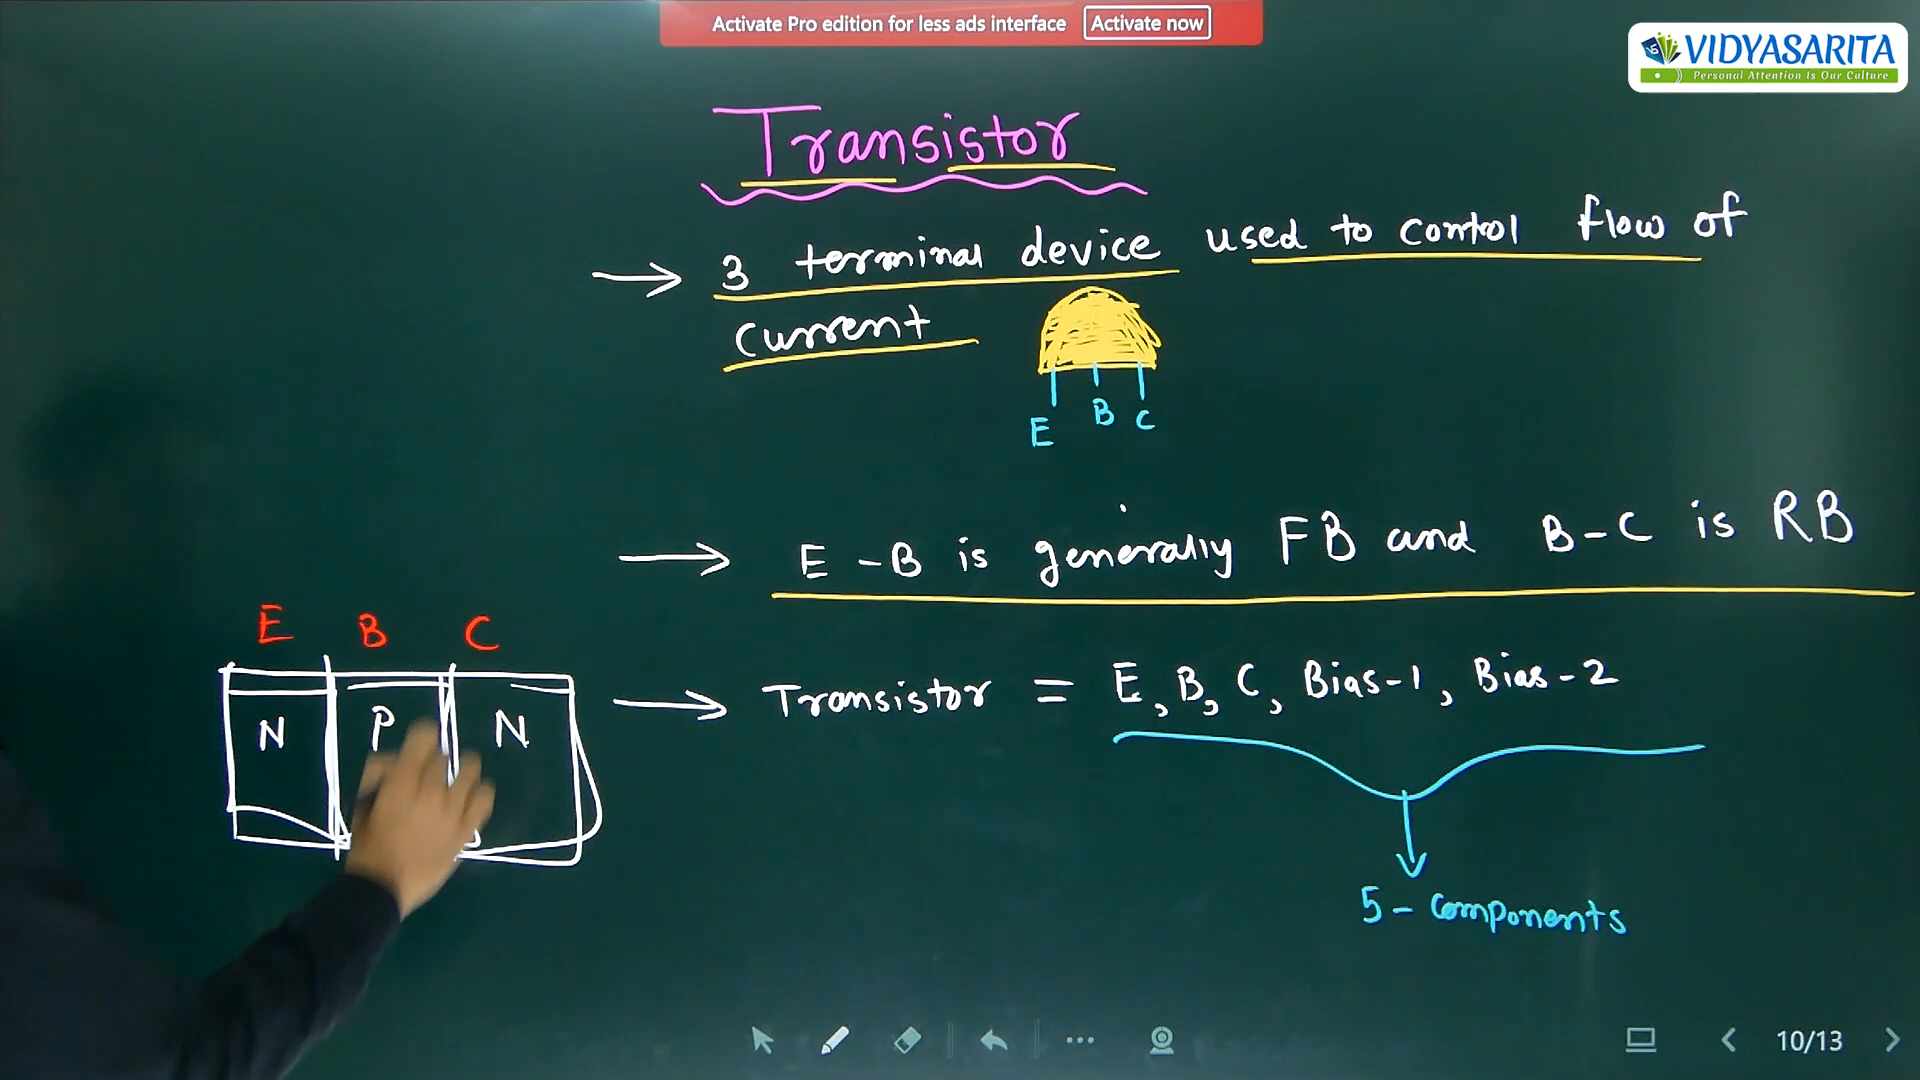 Activate Pro edition for less ads interface Activate now
VIDYASARITA
Personal Attention Is Our Culture
Transistor
→ 3 terminal device used to control flow of
current
E B C
→ E-B is generally FB and B-C is RB
E B C
N P N
→ Transistor = E, B, C, Bias-1, Bias-2
5- components
10/13